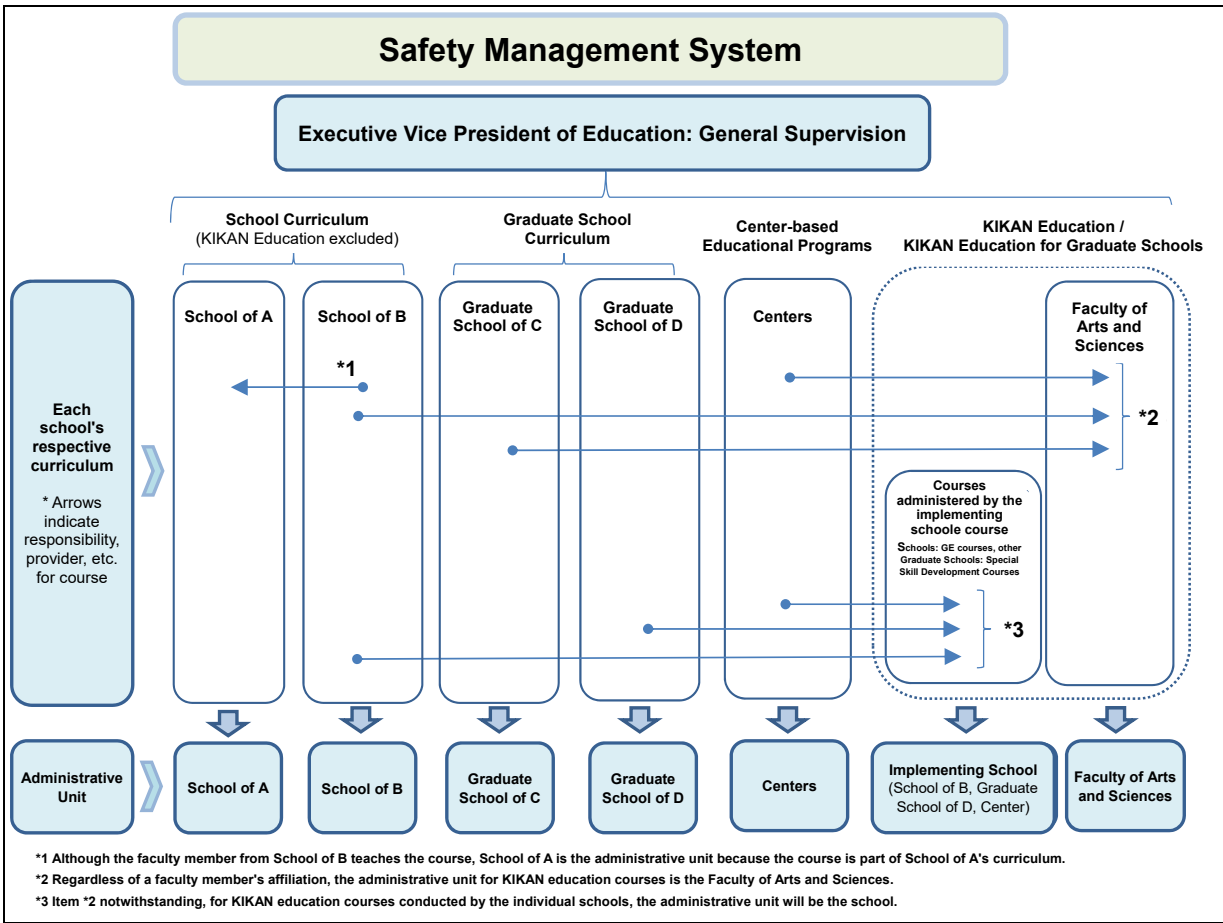 Safety Management System
Executive Vice President of Education: General Supervision
School Curriculum
(KIKAN Education excluded)
Graduate School
Curriculum
Center-based
Educational Programs
KIKAN Education /
KIKAN Education for Graduate Schools
Each
school's
respective
curriculum
* Arrows
indicate
responsibility,
provider, etc.
for course
School of A
School of B
Graduate
School of C
Graduate
School of D
Centers
Faculty of
Arts and
Sciences
*1
*2
Courses
administered by the
implementing
schoole course
Schools: GE courses, other
Graduate Schools: Special
Skill Development Courses
*3
Administrative
Unit
School of A
School of B
Graduate
School of C
Graduate
School of D
Centers
Implementing School
(School of B, Graduate
School of D, Center)
Faculty of Arts
and Sciences
*1 Although the faculty member from School of B teaches the course, School of A is the administrative unit because the course is part of School of A's curriculum.
*2 Regardless of a faculty member's affiliation, the administrative unit for KIKAN education courses is the Faculty of Arts and Sciences.
*3 Item *2 notwithstanding, for KIKAN education courses conducted by the individual schools, the administrative unit will be the school.